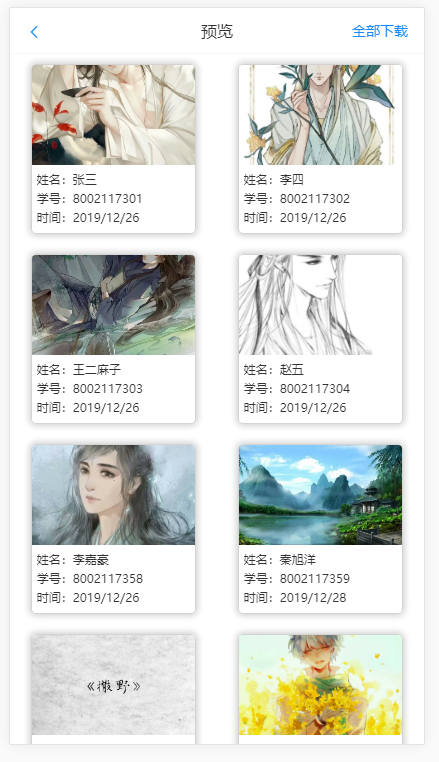 预览
全部下载
姓名：张三
学号：8002117301
时间：2019/12/26
姓名：李四
学号：8002117302
时间：2019/12/26
姓名：王二麻子
学号：8002117303
时间：2019/12/26
姓名：赵五
学号：8002117304
时间：2019/12/26
姓名：李嘉豪
学号：8002117358
时间：2019/12/26
姓名：秦旭洋
学号：8002117359
时间：2019/12/28
《撒野》